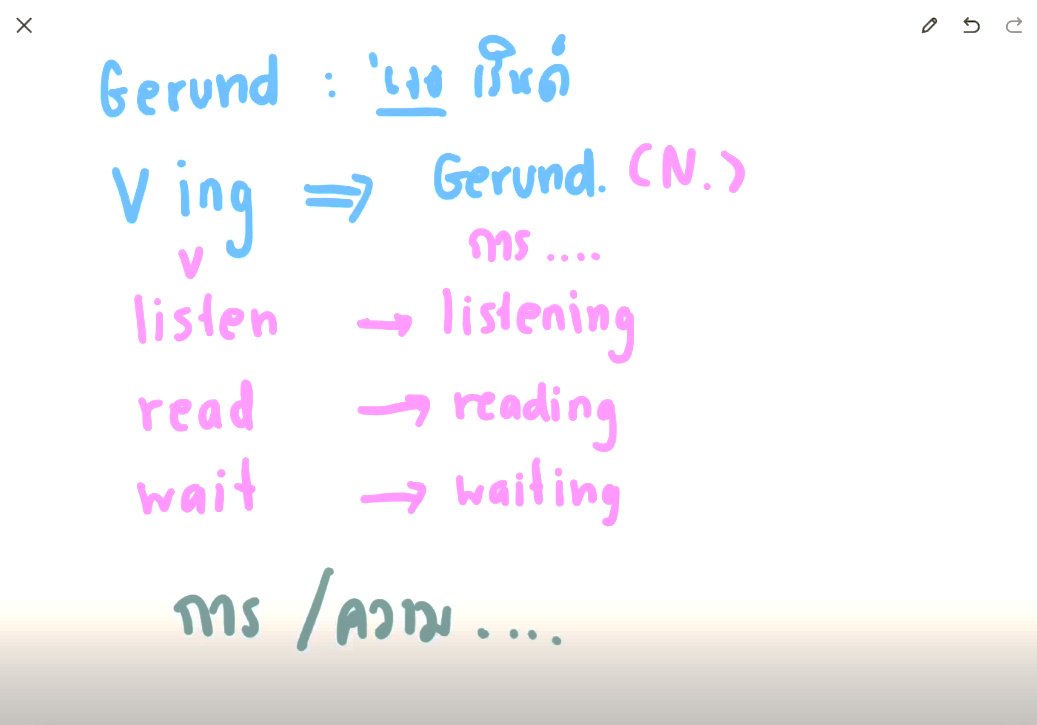 Gerund : 'เจอ เริ่นด์
V ing ⇒ Gerund. (N.)
V การ ....
listen → listening
read → reading
wait → waiting
การ / ความ ....